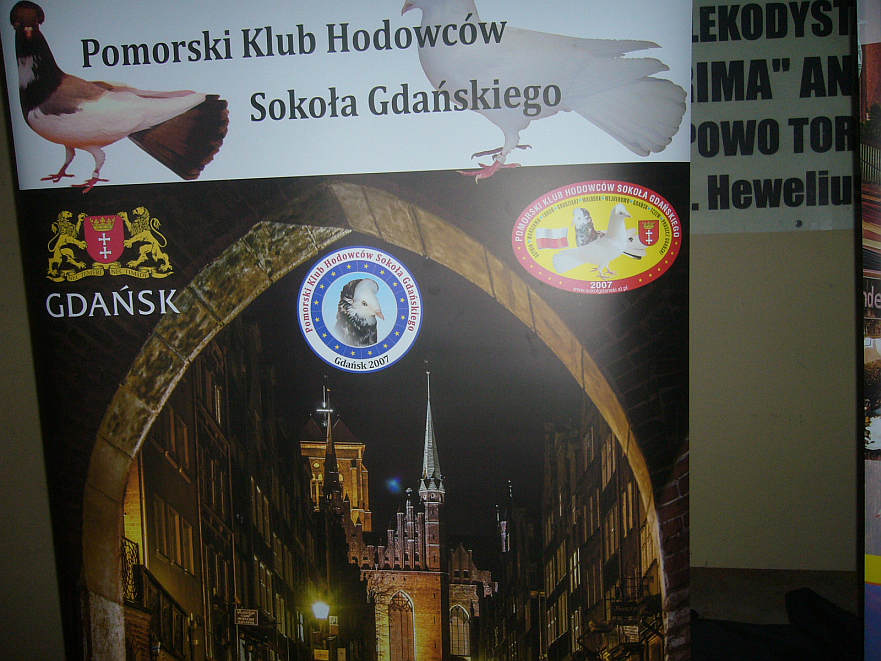 Pomorski Klub Hodowców
Sokoła Gdańskiego
LEKODYST
RIMA" AN
POWO TOR
. Heweliu
GDAŃSK
Pomorski Klub Hodowców Sokoła Gdańskiego
Gdańsk 2007
POMORSKI KLUB HODOWCÓW SOKOŁA GDAŃSKIEGO
2007